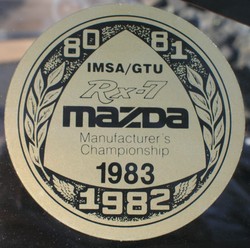 80 81
IMSA/GTU
Rx-7
mazda
Manufacturer's
Championship
1983
1982